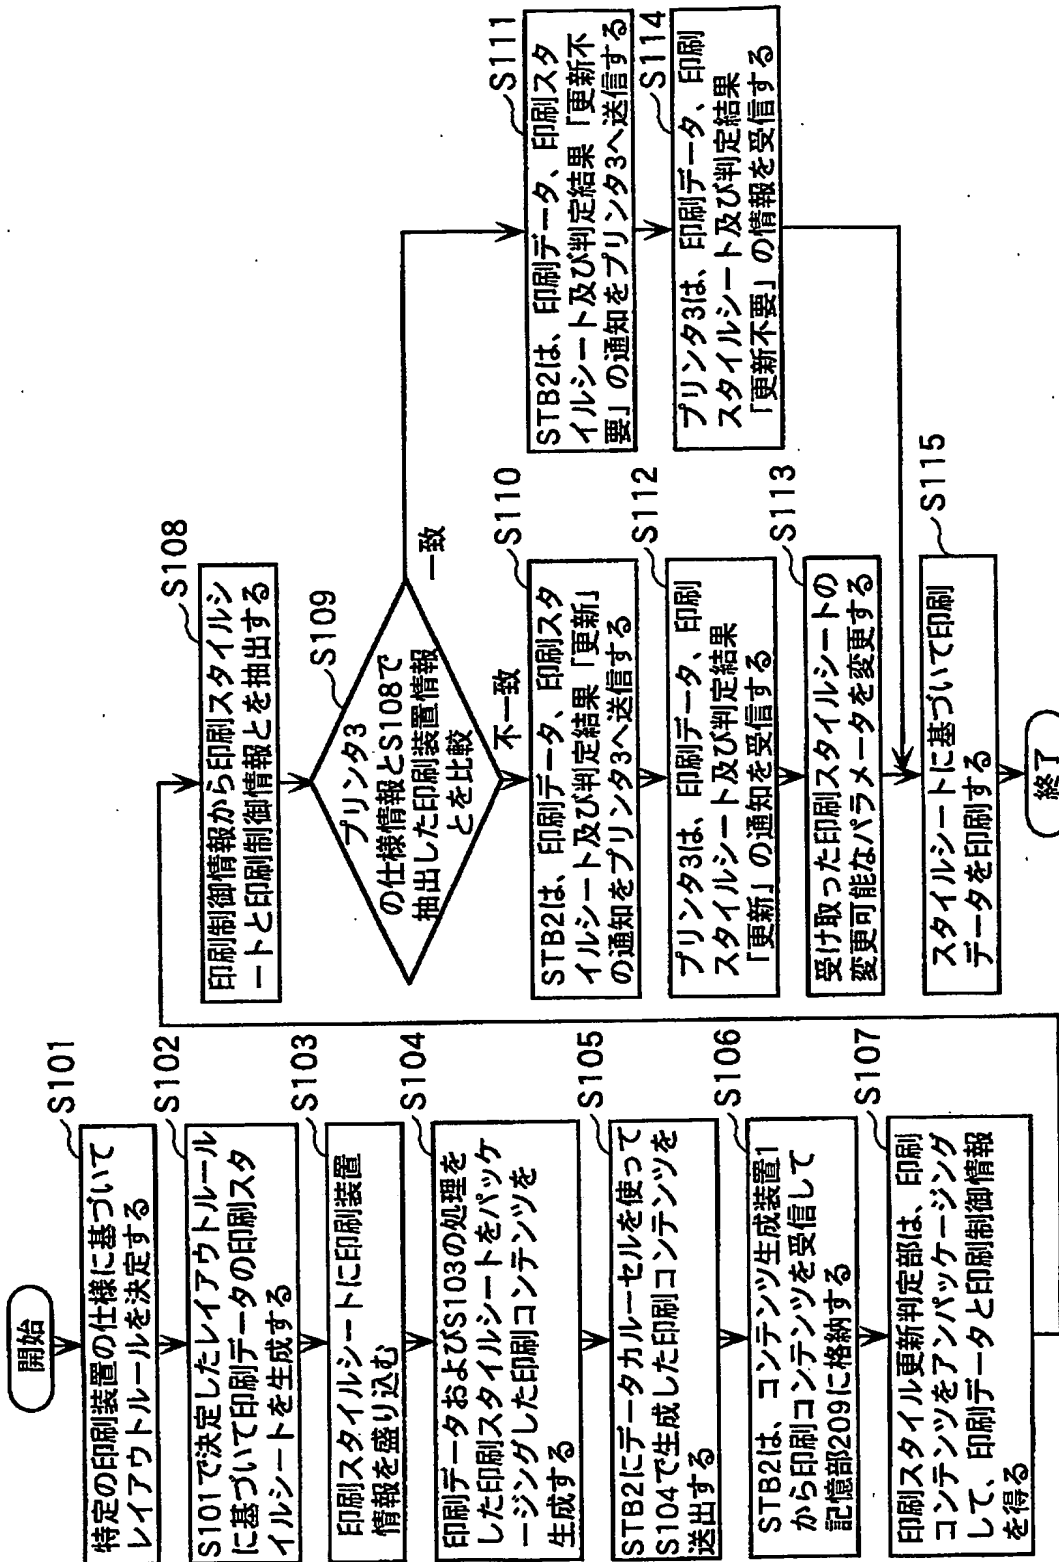 開始
S101
特定の印刷装置の仕様に基づいて
レイアウトルールを決定する
S102
S101で決定したレイアウトルール
に基づいて印刷データの印刷スタ
イルシートを生成する
S103
印刷スタイルシートに印刷装置
情報を盛り込む
S104
印刷データおよびS103の処理を
した印刷スタイルシートをパッケ
ージングした印刷コンテンツを
生成する
S105
STB2にデータカルーセルを使って
S104で生成した印刷コンテンツを
送出する
S106
STB2は、コンテンツ生成装置1
から印刷コンテンツを受信して
記憶部209に格納する
S107
印刷スタイル更新判定部は、印刷
コンテンツをアンパッケージング
して、印刷データと印刷制御情報
を得る
S108
印刷制御情報から印刷スタイルシ
ートと印刷制御情報とを抽出する
S109
プリンタ3
の仕様情報とS108で
抽出した印刷装置情報
とを比較
一致
不一致
S110
STB2は、印刷データ、印刷スタ
イルシート及び判定結果「更新」
の通知をプリンタ3へ送信する
S112
プリンタ3は、印刷データ、印刷
スタイルシート及び判定結果
「更新」の通知を受信する
S113
受け取った印刷スタイルシートの
変更可能なパラメータを変更する
S111
STB2は、印刷データ、印刷スタ
イルシート及び判定結果「更新不
要」の通知をプリンタ3へ送信する
S114
プリンタ3は、印刷データ、印刷
スタイルシート及び判定結果
「更新不要」の情報を受信する
S115
スタイルシートに基づいて印刷
データを印刷する
終了